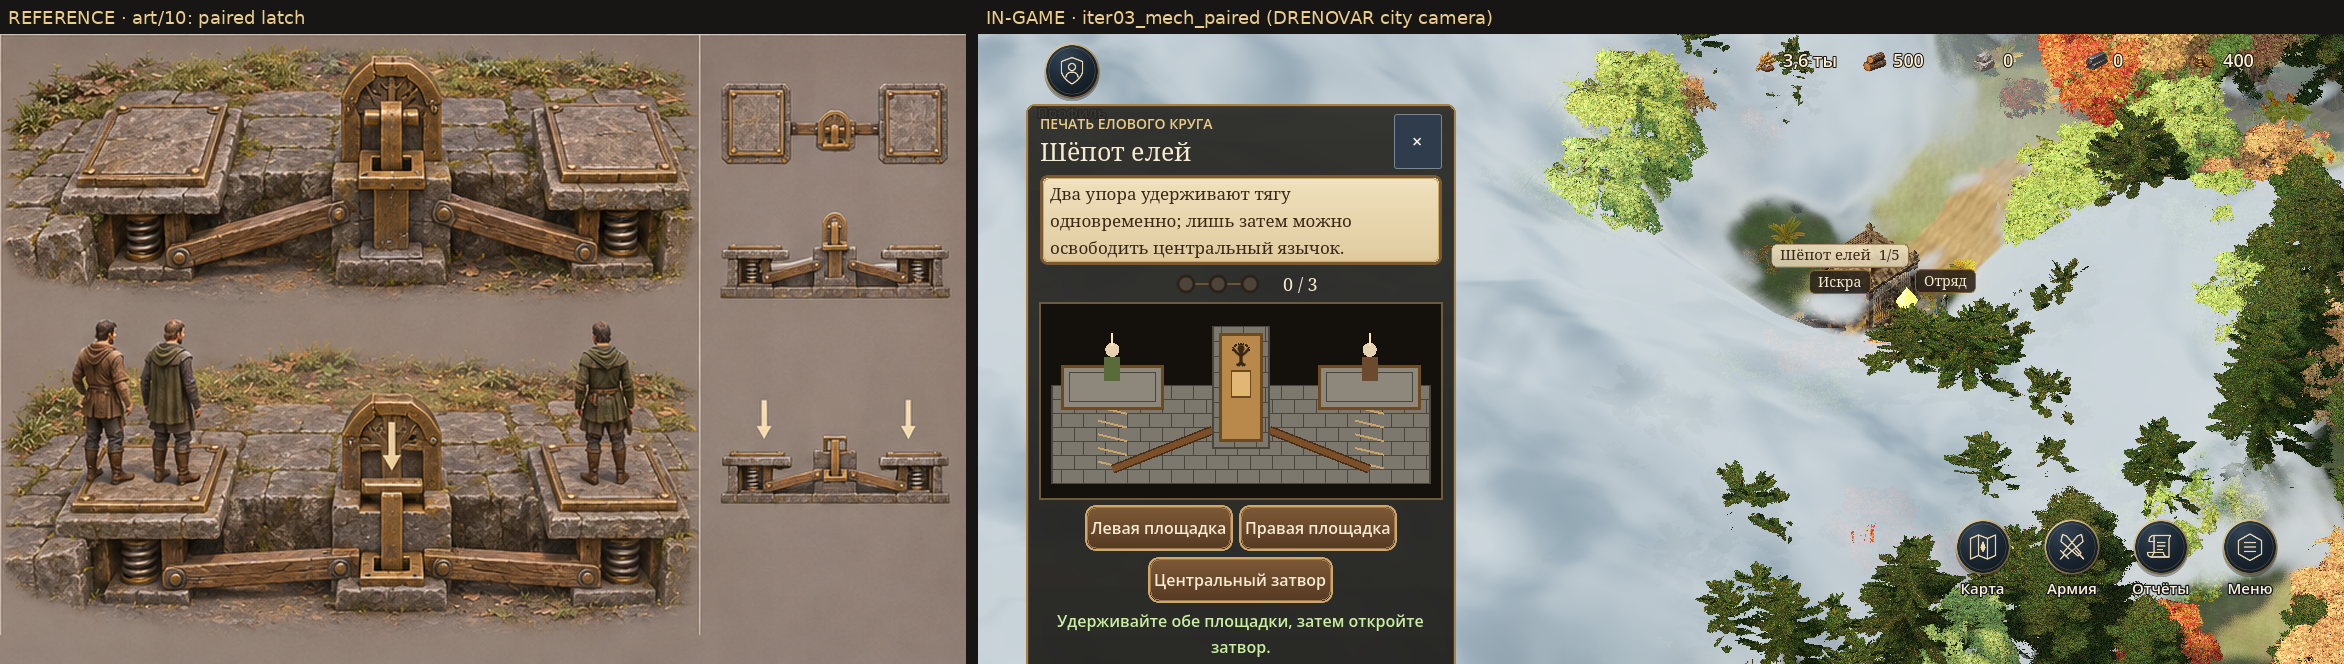 REFERENCE · art/10: paired latch
IN-GAME · iter03_mech_paired (DRENOVAR city camera)
3,6 ты
500
0
0
400
ПЕЧАТЬ ЕЛОВОГО КРУГА
Шёпот елей
×
Два упора удерживают тягу
одновременно; лишь затем можно
освободить центральный язычок.
0 / 3
Шёпот елей 1/5
Искра
Отряд
Левая площадка
Правая площадка
Центральный затвор
Удерживайте обе площадки, затем откройте
затвор.
Карта
Армия
Отчёты
Меню